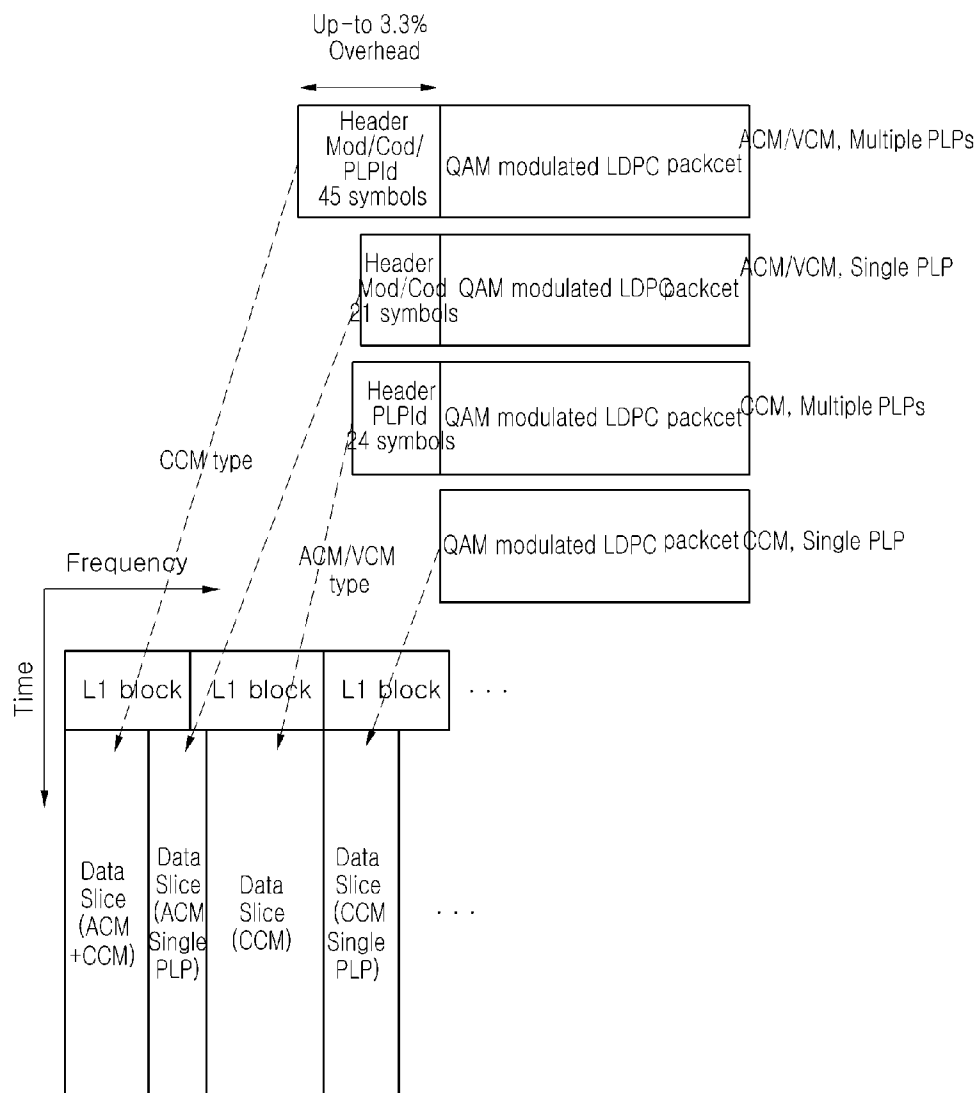 Up-to 3.3%
Overhead
Header
Mod/Cod/
PLPId
45 symbols
QAM modulated LDPC packcet
ACM/VCM, Multiple PLPs
Header
Mod/Cod
21 symbols
QAM modulated LDPC packcet
ACM/VCM, Single PLP
Header
PLPId
24 symbols
QAM modulated LDPC packcet
CCM, Multiple PLPs
CCM type
QAM modulated LDPC packcet
CCM, Single PLP
ACM/VCM
type
Frequency
Time
L1 block
L1 block
L1 block
· · ·
Data
Slice
(ACM
+CCM)
Data
Slice
(ACM
Single
PLP)
Data
Slice
(CCM)
Data
Slice
(CCM
Single
PLP)
· · ·